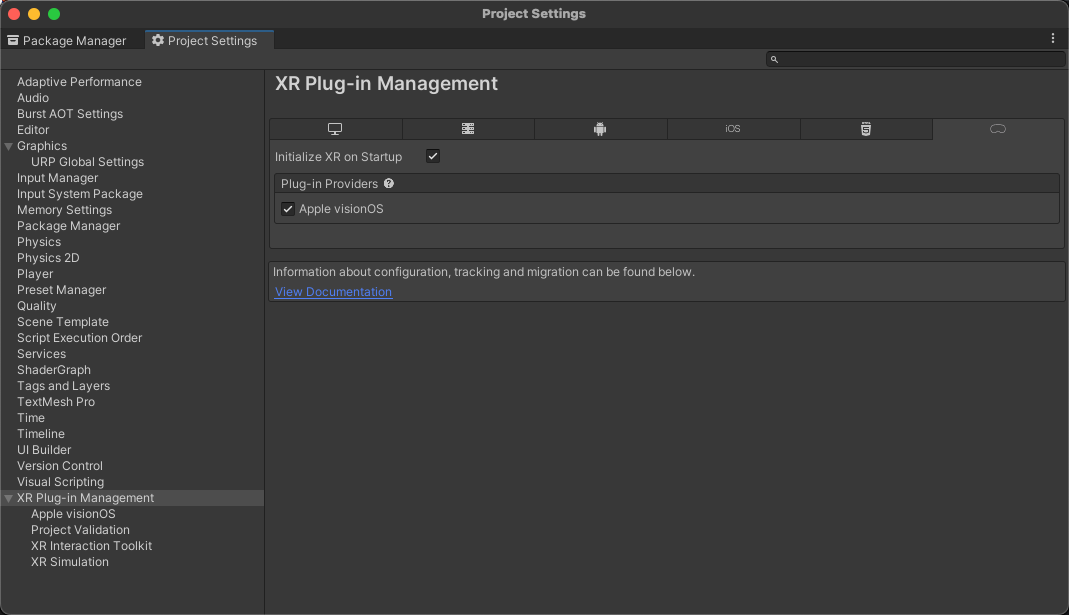 Project Settings
Package Manager
Project Settings
Adaptive Performance
Audio
Burst AOT Settings
Editor
Graphics
URP Global Settings
Input Manager
Input System Package
Memory Settings
Package Manager
Physics
Physics 2D
Player
Preset Manager
Quality
Scene Template
Script Execution Order
Services
ShaderGraph
Tags and Layers
TextMesh Pro
Time
Timeline
UI Builder
Version Control
Visual Scripting
XR Plug-in Management
Apple visionOS
Project Validation
XR Interaction Toolkit
XR Simulation
XR Plug-in Management
iOS
Initialize XR on Startup
Plug-in Providers
Apple visionOS
Information about configuration, tracking and migration can be found below.
View Documentation